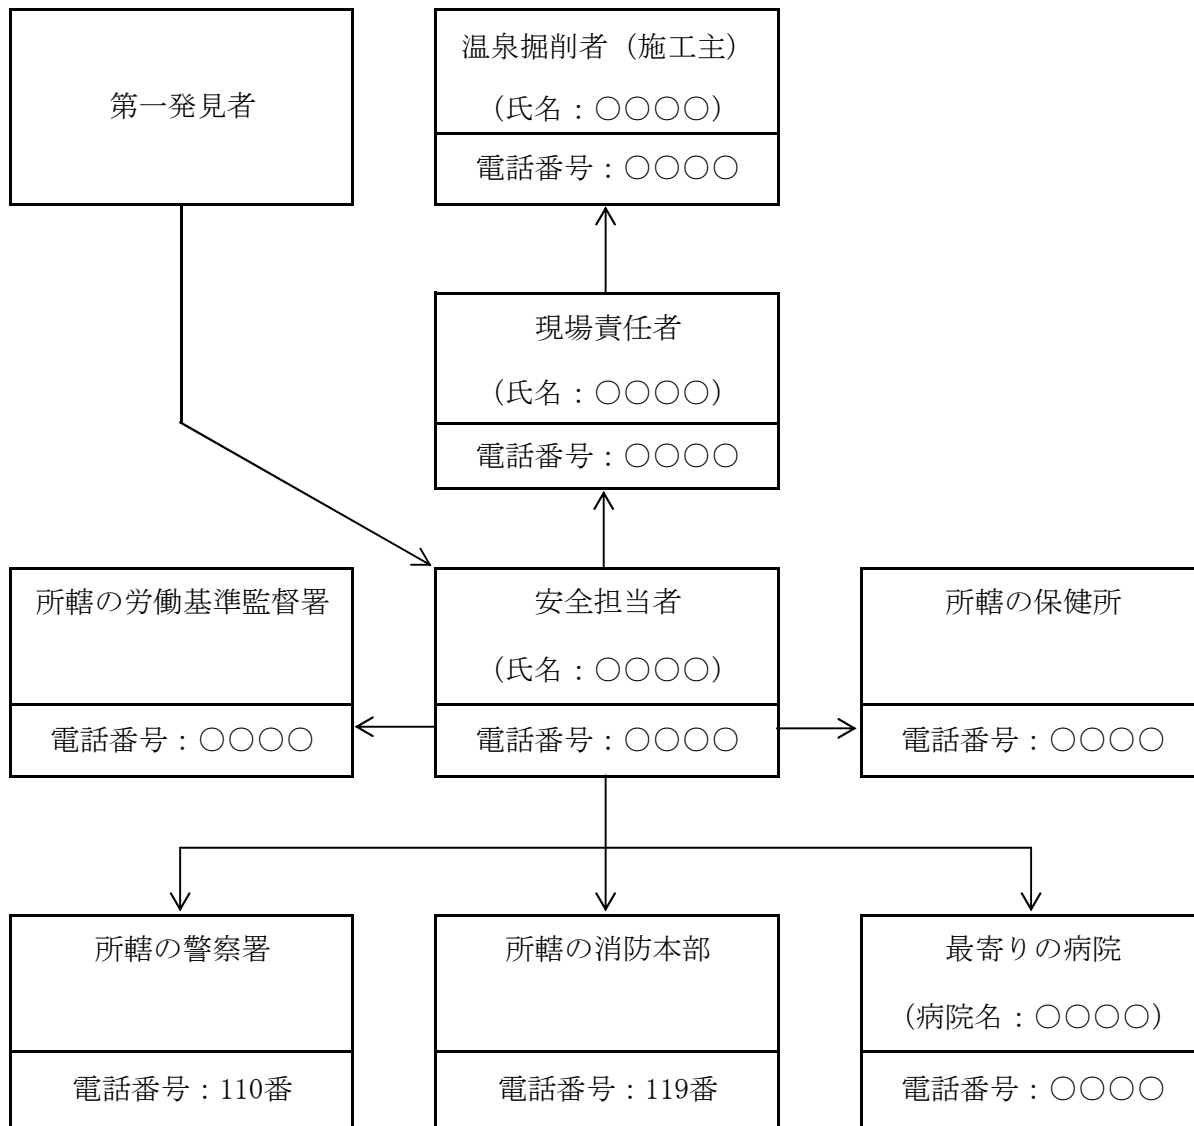 第一発見者
温泉掘削者（施工主）
（氏名：○○○○）
電話番号：○○○○
現場責任者
（氏名：○○○○）
電話番号：○○○○
所轄の労働基準監督署
電話番号：○○○○
安全担当者
（氏名：○○○○）
電話番号：○○○○
所轄の保健所
電話番号：○○○○
所轄の警察署
電話番号：110番
所轄の消防本部
電話番号：119番
最寄りの病院
（病院名：○○○○）
電話番号：○○○○